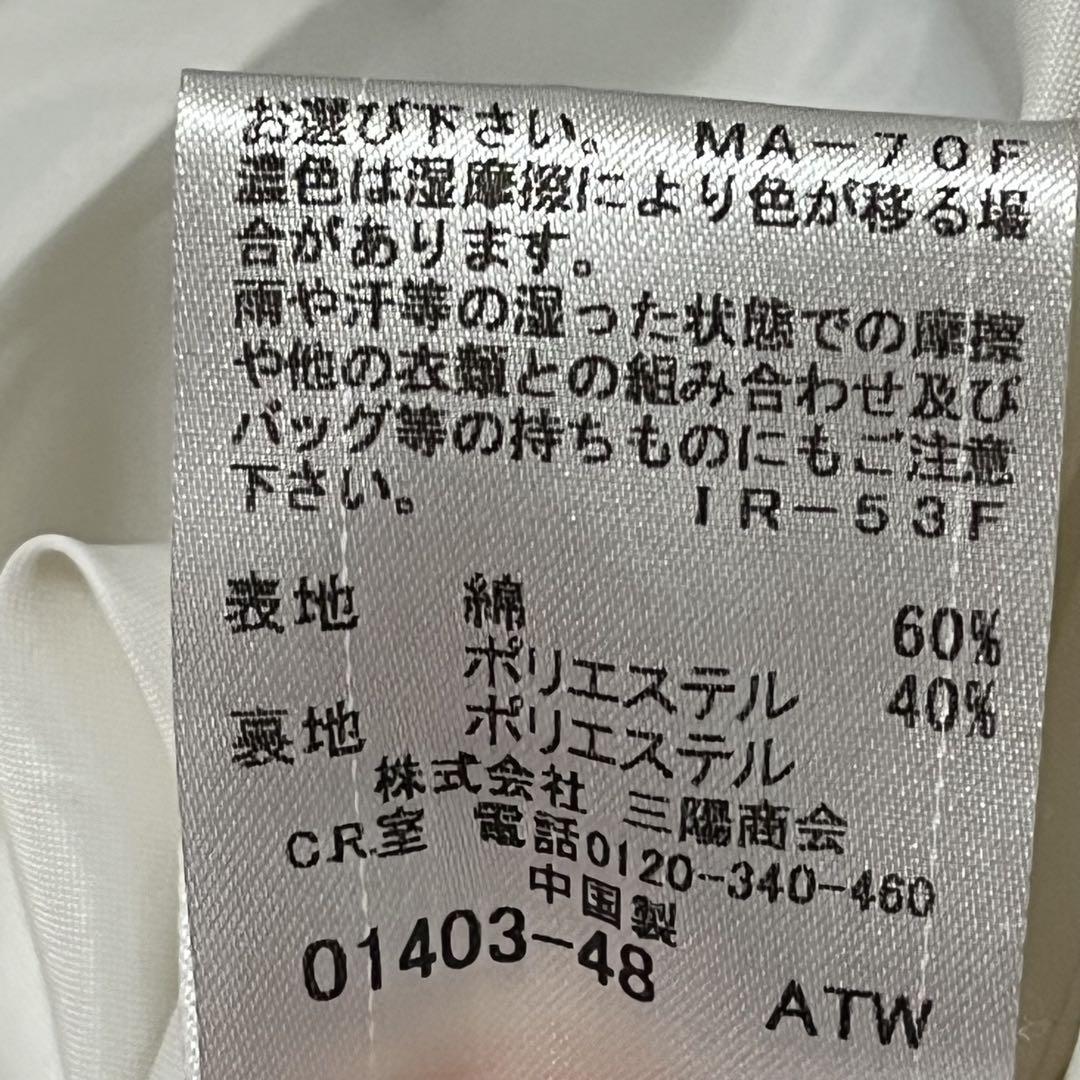 お選び下さい。 MA-70F
濃色は湿摩擦により色が移る場
合があります。
雨や汗等の湿った状態での摩擦
や他の衣類との組み合わせ及び
バッグ等の持ちものにもご注意
下さい。 IR-53F
表地 綿 60%
ポリエステル 40%
裏地 ポリエステル
株式会社 三陽商会
CR室 電話0120-340-460
中国製
01403-48
ATW